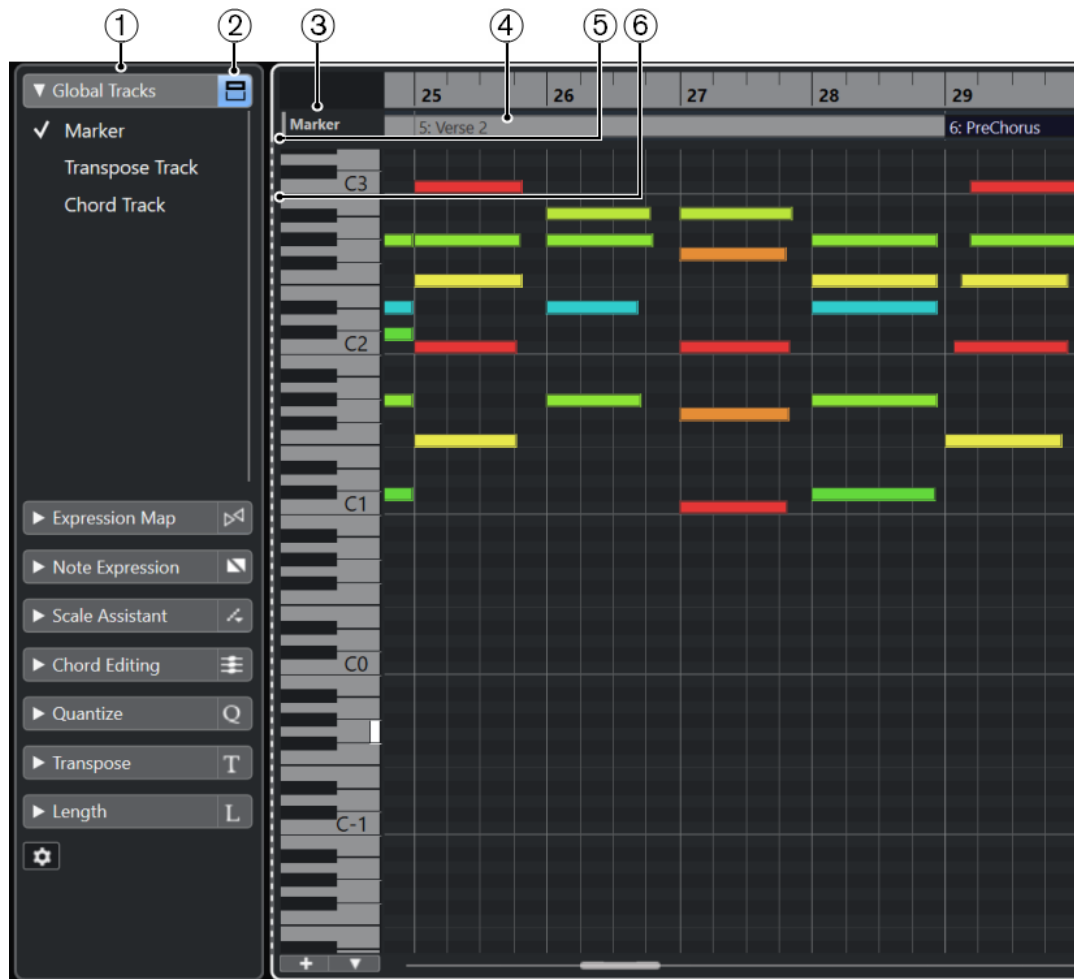 1 2 3 4 5 6
Global Tracks
Marker
Transpose Track
Chord Track
Expression Map
Note Expression
Scale Assistant
Chord Editing
Quantize Q
Transpose T
Length L
25 26 27 28 29
Marker 5: Verse 2 6: PreChorus
C3
C2
C1
C0
C-1